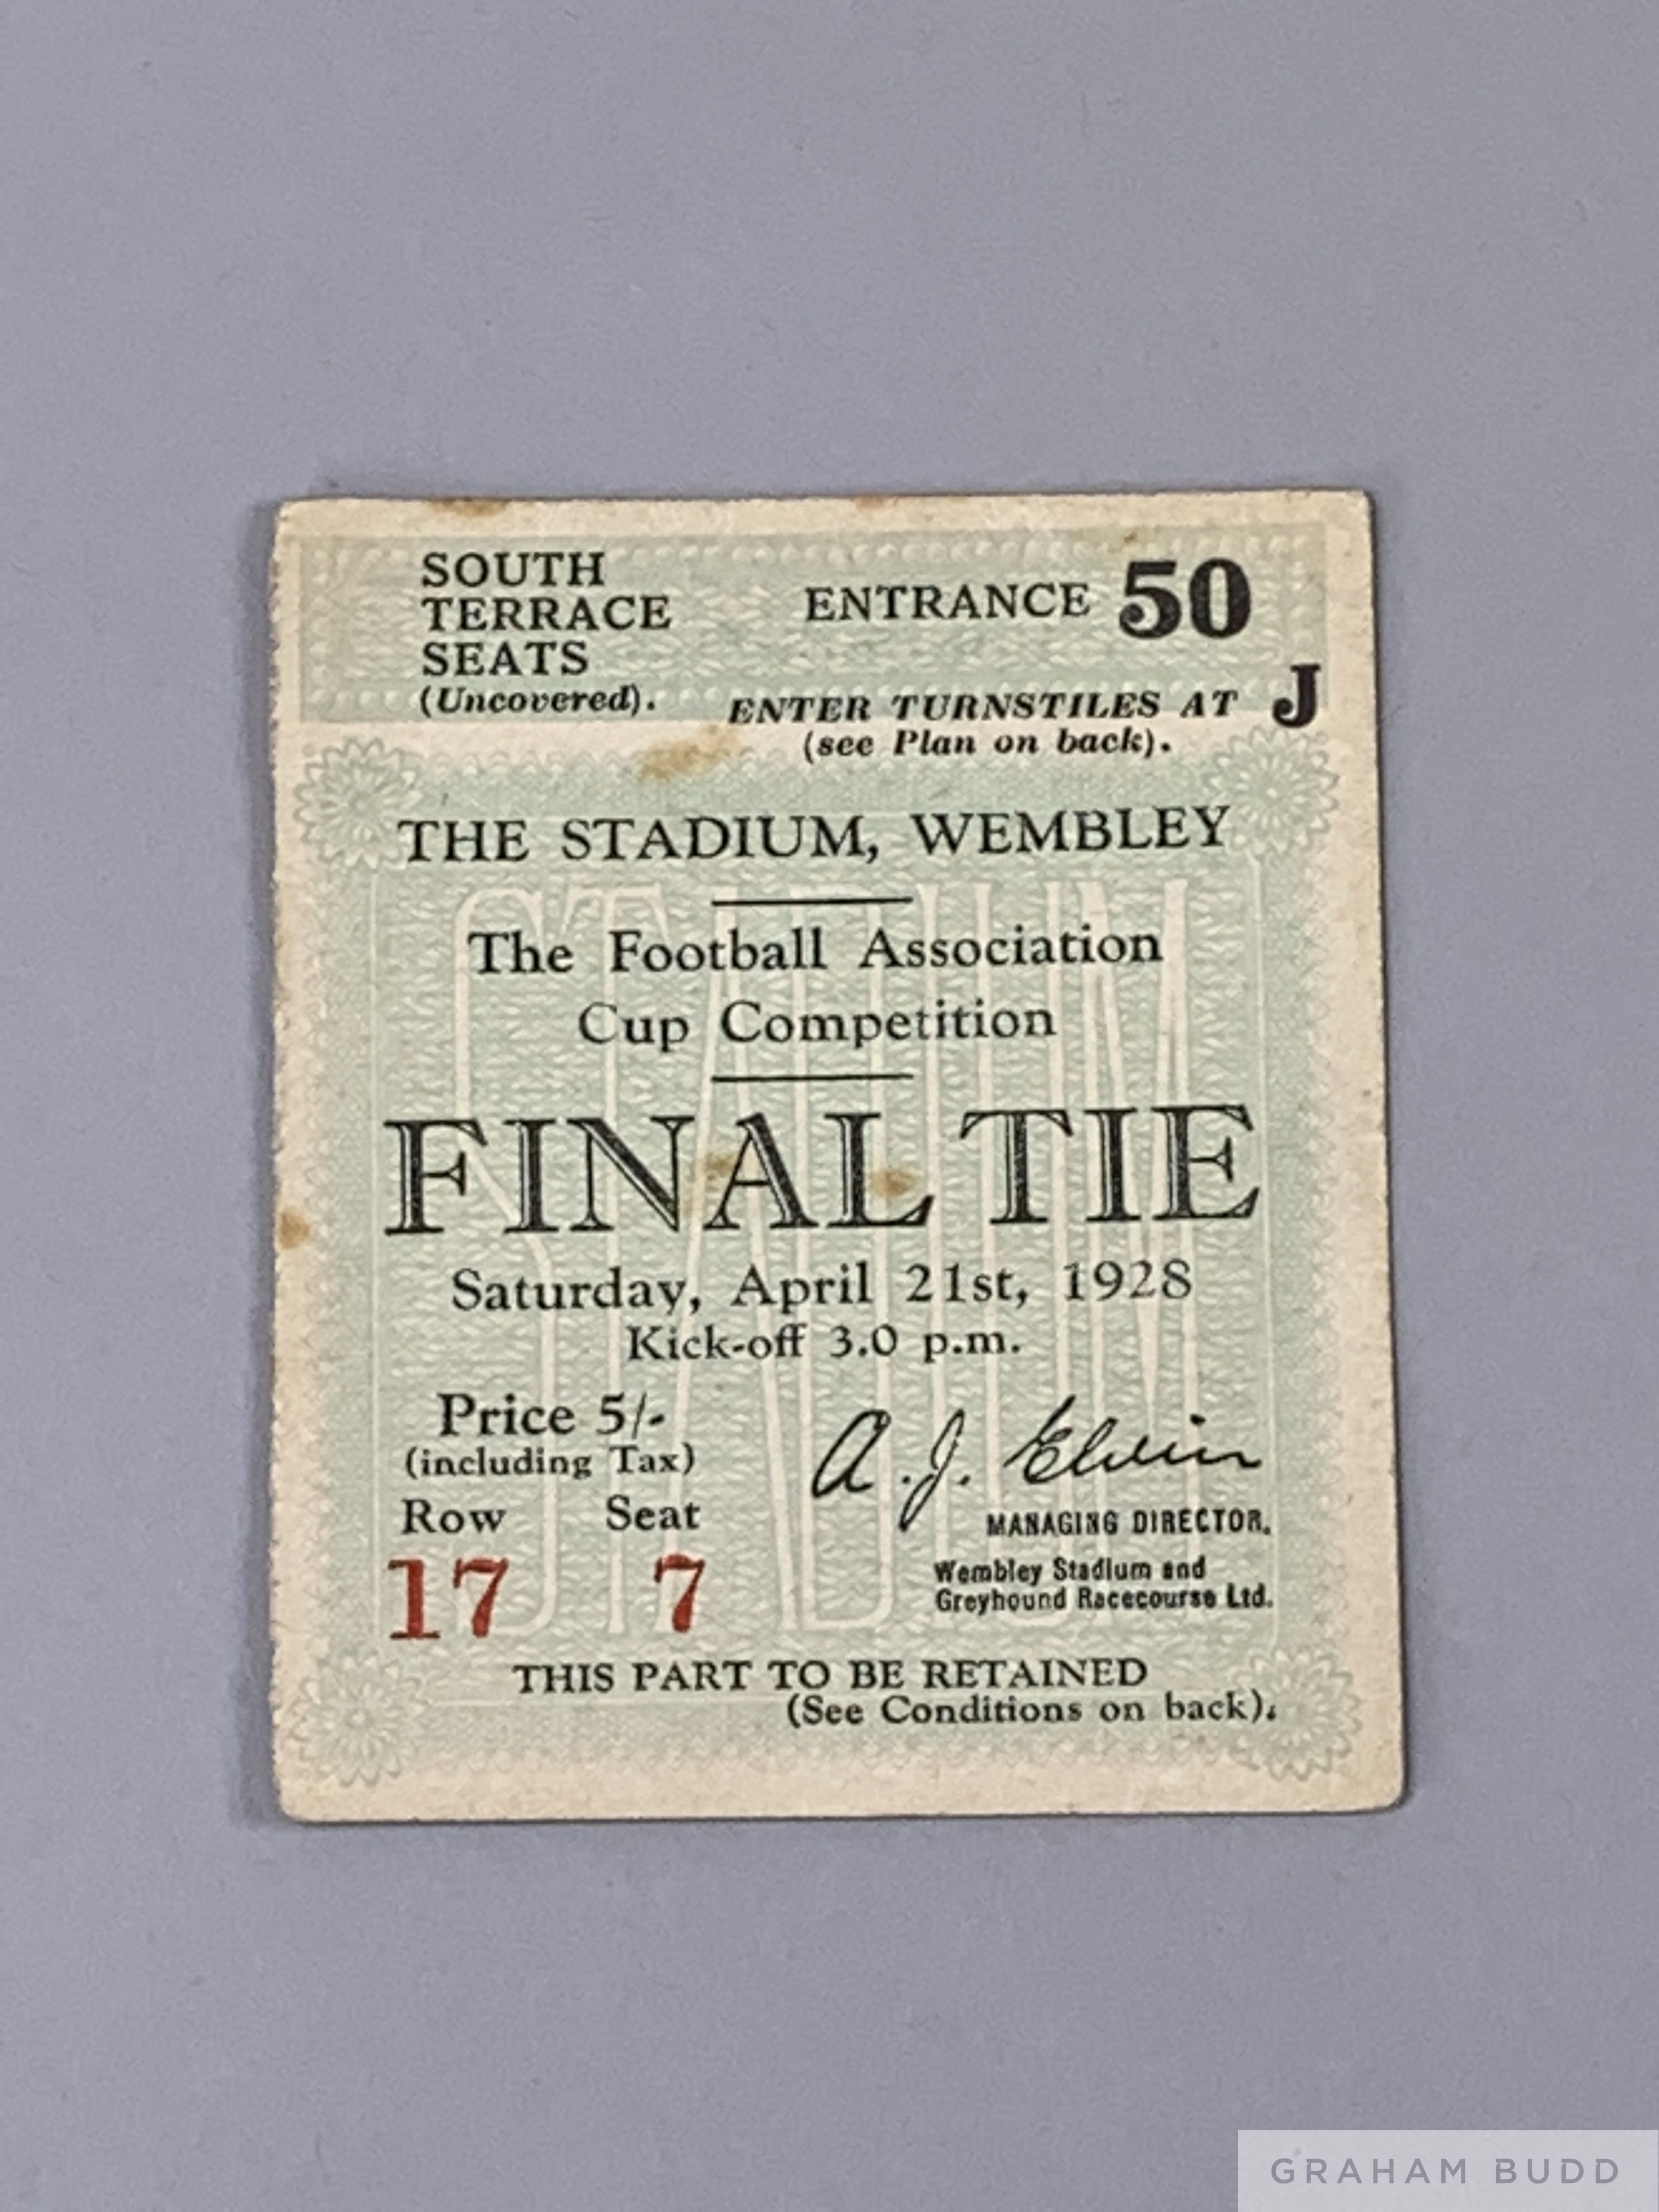 SOUTH
TERRACE
SEATS
(Uncovered).
ENTRANCE 50
ENTER TURNSTILES AT J
(see Plan on back).
THE STADIUM, WEMBLEY
STADIUM
The Football Association
Cup Competition
FINAL TIE
Saturday, April 21st, 1928
Kick-off 3.0 p.m.
Price 5/-
(including Tax)
Row Seat
17 7
A. J. Elvin
MANAGING DIRECTOR.
Wembley Stadium and
Greyhound Racecourse Ltd.
THIS PART TO BE RETAINED
(See Conditions on back).
GRAHAM BUDD